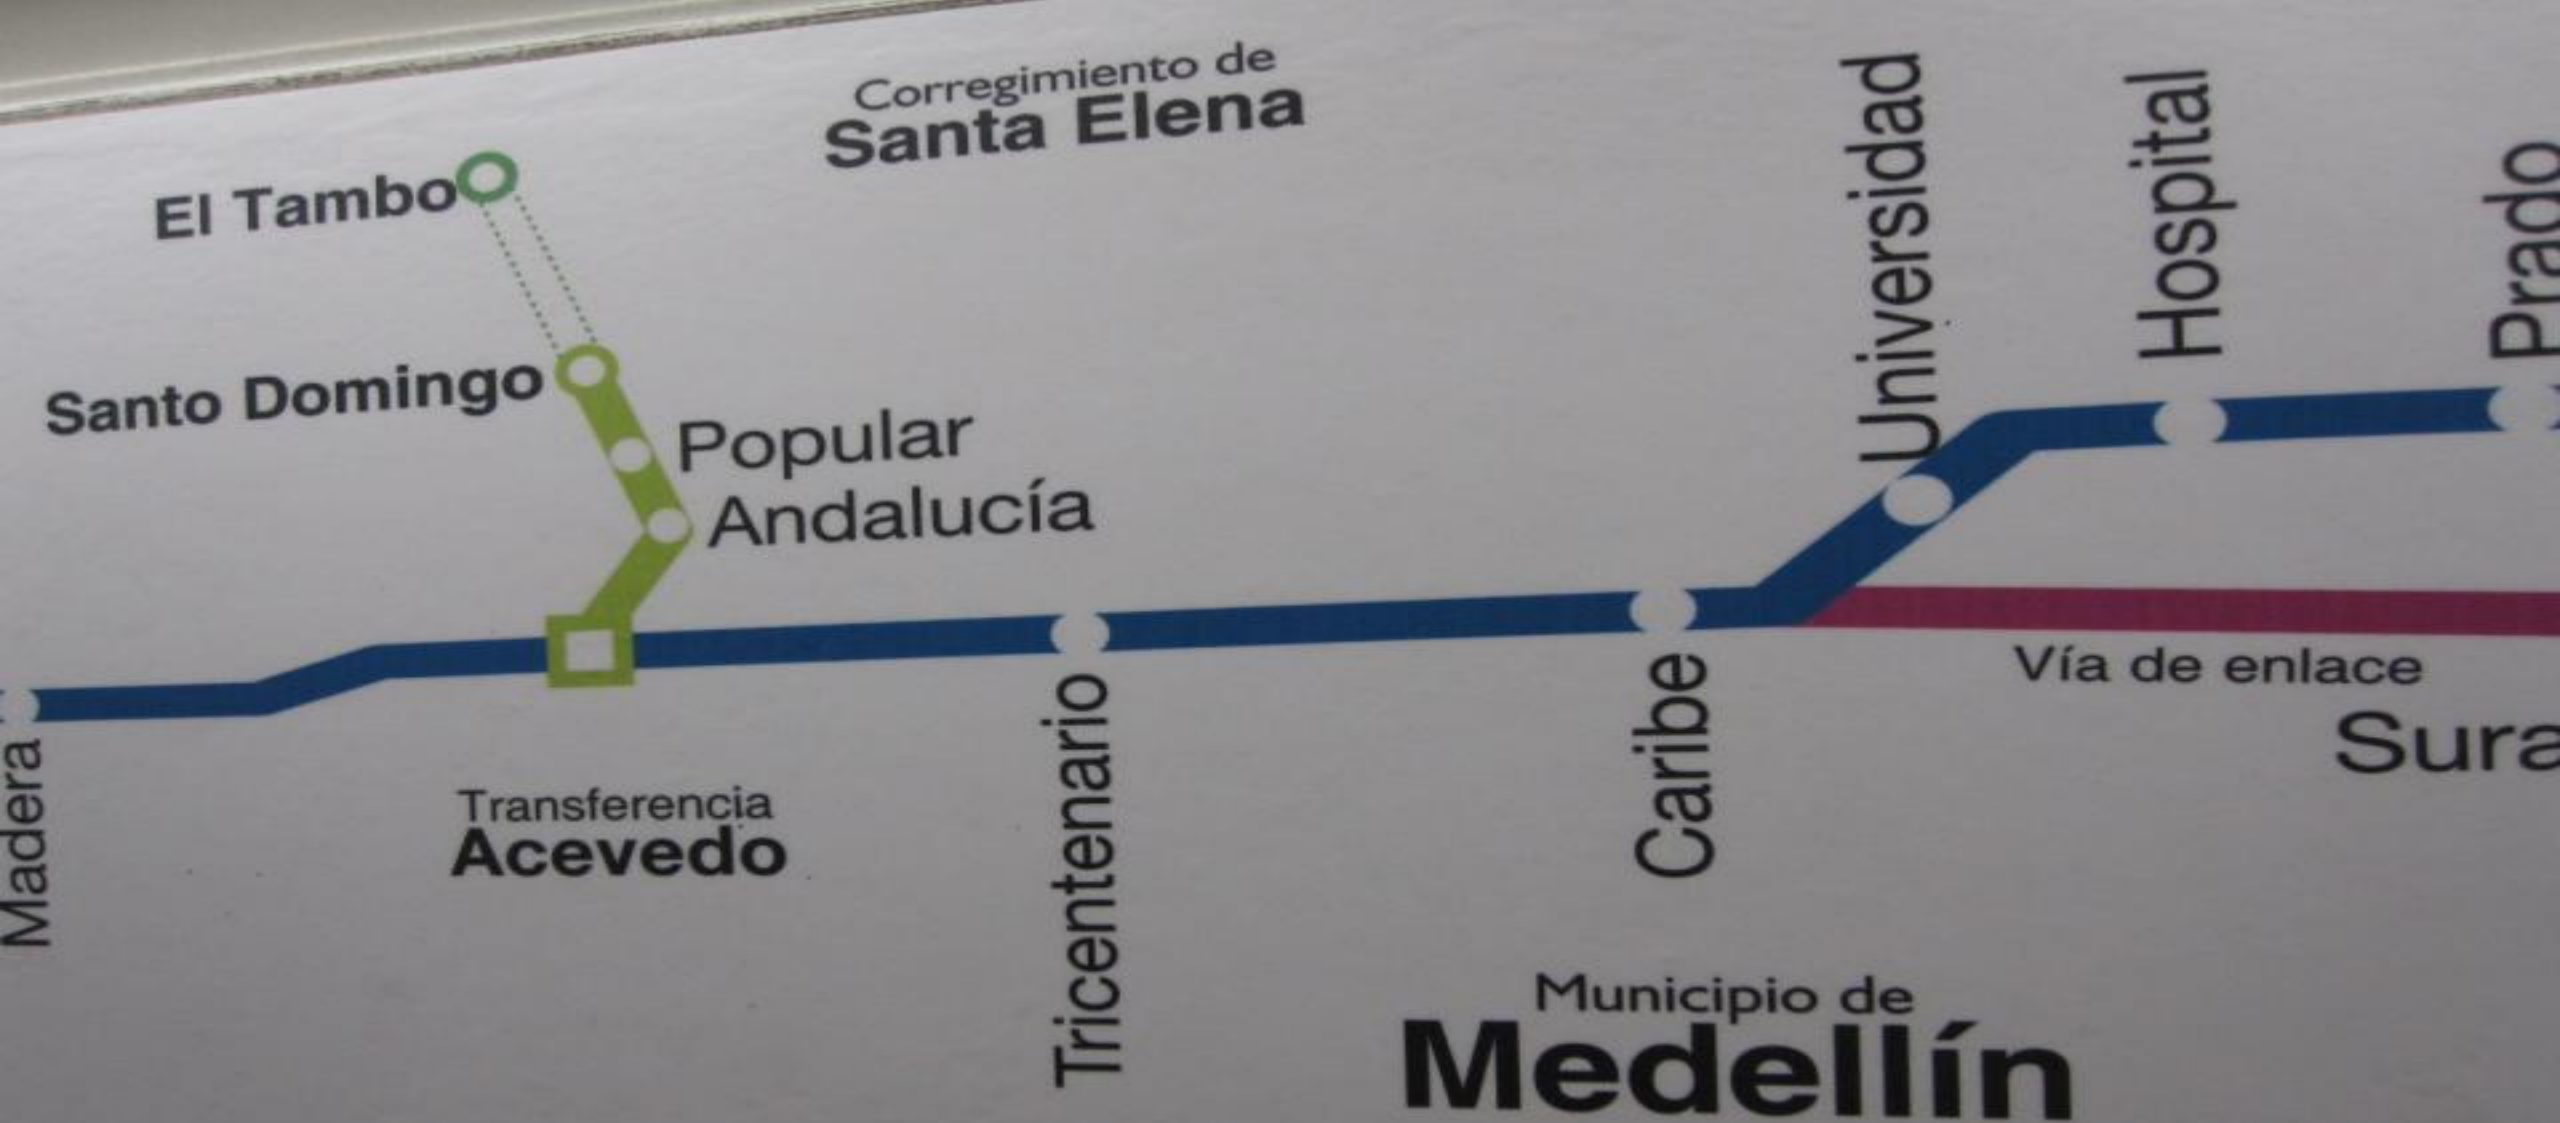 Corregimiento de
Santa Elena
El Tambo
Santo Domingo
Popular
Andalucía
Universidad
Hospital
Prado
Vía de enlace
Madera
Transferencia
Acevedo
Tricentenario
Caribe
Sura
Municipio de
Medellín